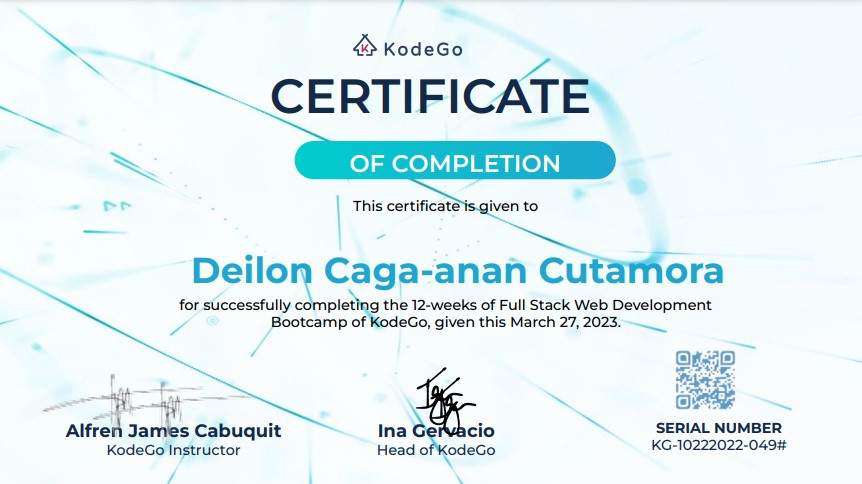 KodeGo
CERTIFICATE
OF COMPLETION
This certificate is given to
Deilon Caga-anan Cutamora
for successfully completing the 12-weeks of Full Stack Web Development
Bootcamp of KodeGo, given this March 27, 2023.
Alfren James Cabuquit
KodeGo Instructor
Ina Gervacio
Head of KodeGo
SERIAL NUMBER
KG-10222022-049#